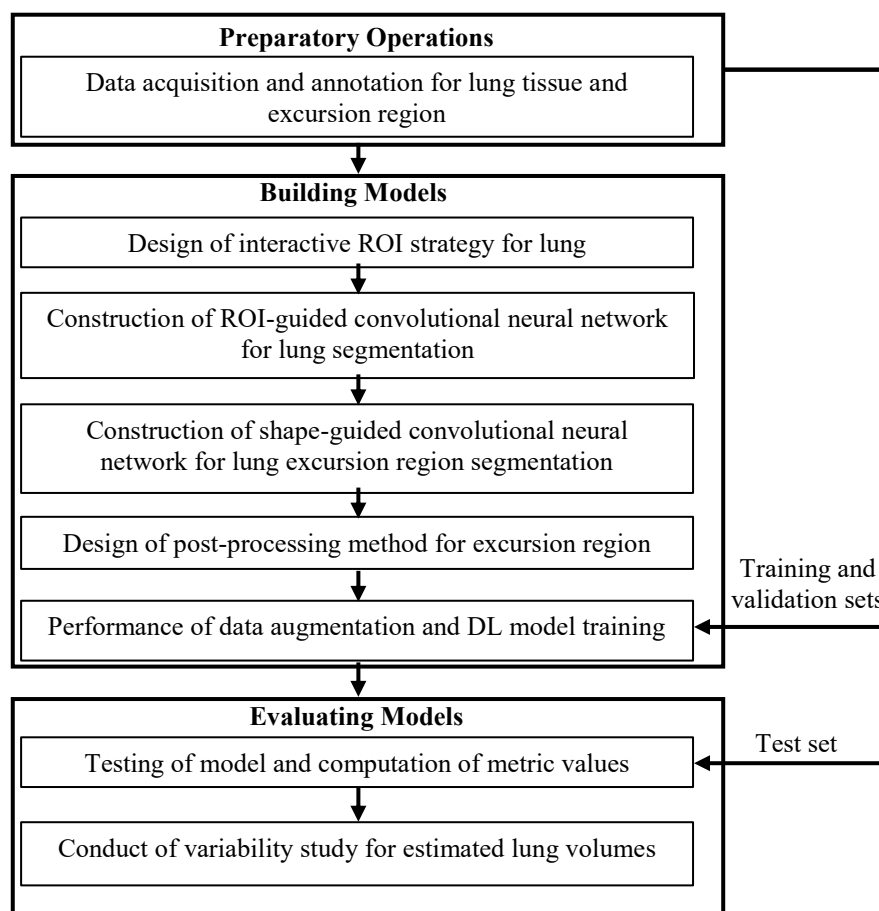 Preparatory Operations
Data acquisition and annotation for lung tissue and
excursion region
Building Models
Design of interactive ROI strategy for lung
Construction of ROI-guided convolutional neural network
for lung segmentation
Construction of shape-guided convolutional neural
network for lung excursion region segmentation
Design of post-processing method for excursion region
Performance of data augmentation and DL model training
Training and
validation sets
Evaluating Models
Testing of model and computation of metric values
Test set
Conduct of variability study for estimated lung volumes